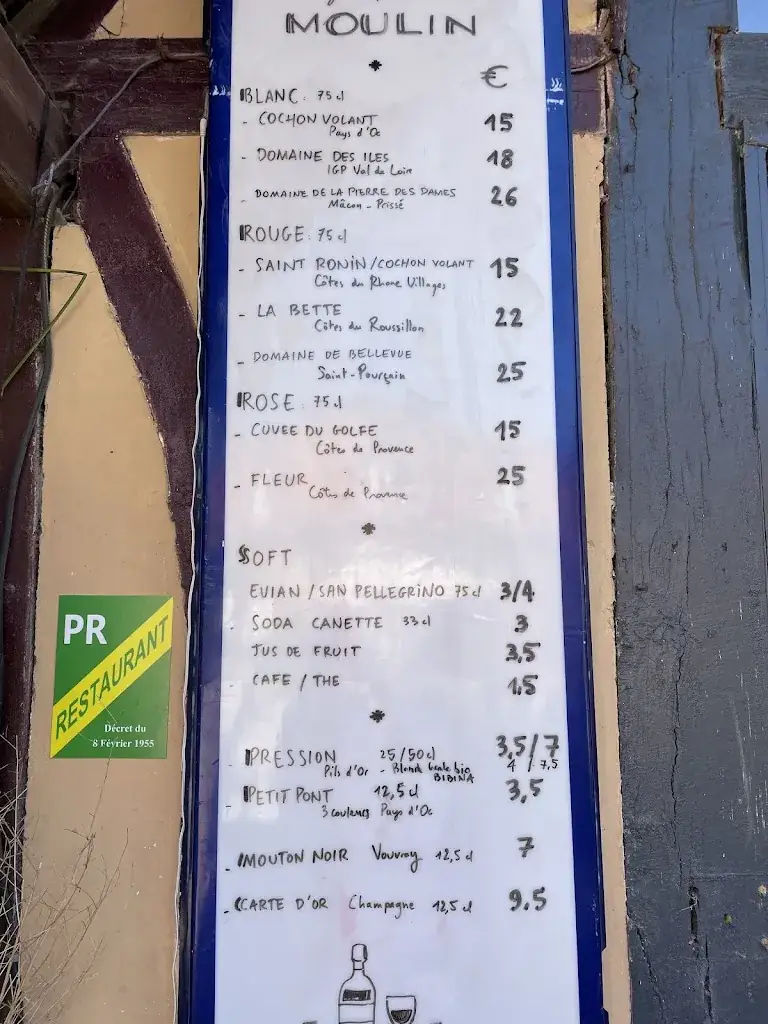 MOULIN
€
BLANC: 75 cl
- COCHON VOLANT 15
Pays d'Oc
- DOMAINE DES ILES 18
IGP Val de Loire
- DOMAINE DE LA PIERRE DES DAMES 26
Mâcon - Prissé
ROUGE: 75 cl
- SAINT RONIN/COCHON VOLANT 15
Côtes du Rhone Villages
- LA BETTE 22
Côtes du Roussillon
- DOMAINE DE BELLEVUE 25
Saint-Pourçain
ROSE: 75 cl
- CUVEE DU GOLFE 15
Côtes de Provence
- FLEUR 25
Côtes de Provence
SOFT
EVIAN / SAN PELLEGRINO 75 cl 3/4
- SODA CANETTE 33 cl 3
JUS DE FRUIT 3,5
- CAFE / THE 1,5
- PRESSION 25/50 cl 3,5/7
Pils d'Or - Blonde locale bio 4 / 7,5
BIBINA
- PETIT PONT 12,5 cl 3,5
3 couleurs Pays d'Oc
- MOUTON NOIR Vouvray 12,5 cl 7
- CARTE D'OR Champagne 12,5 cl 9.5
PR
RESTAURANT
Décret du
8 Février 1955